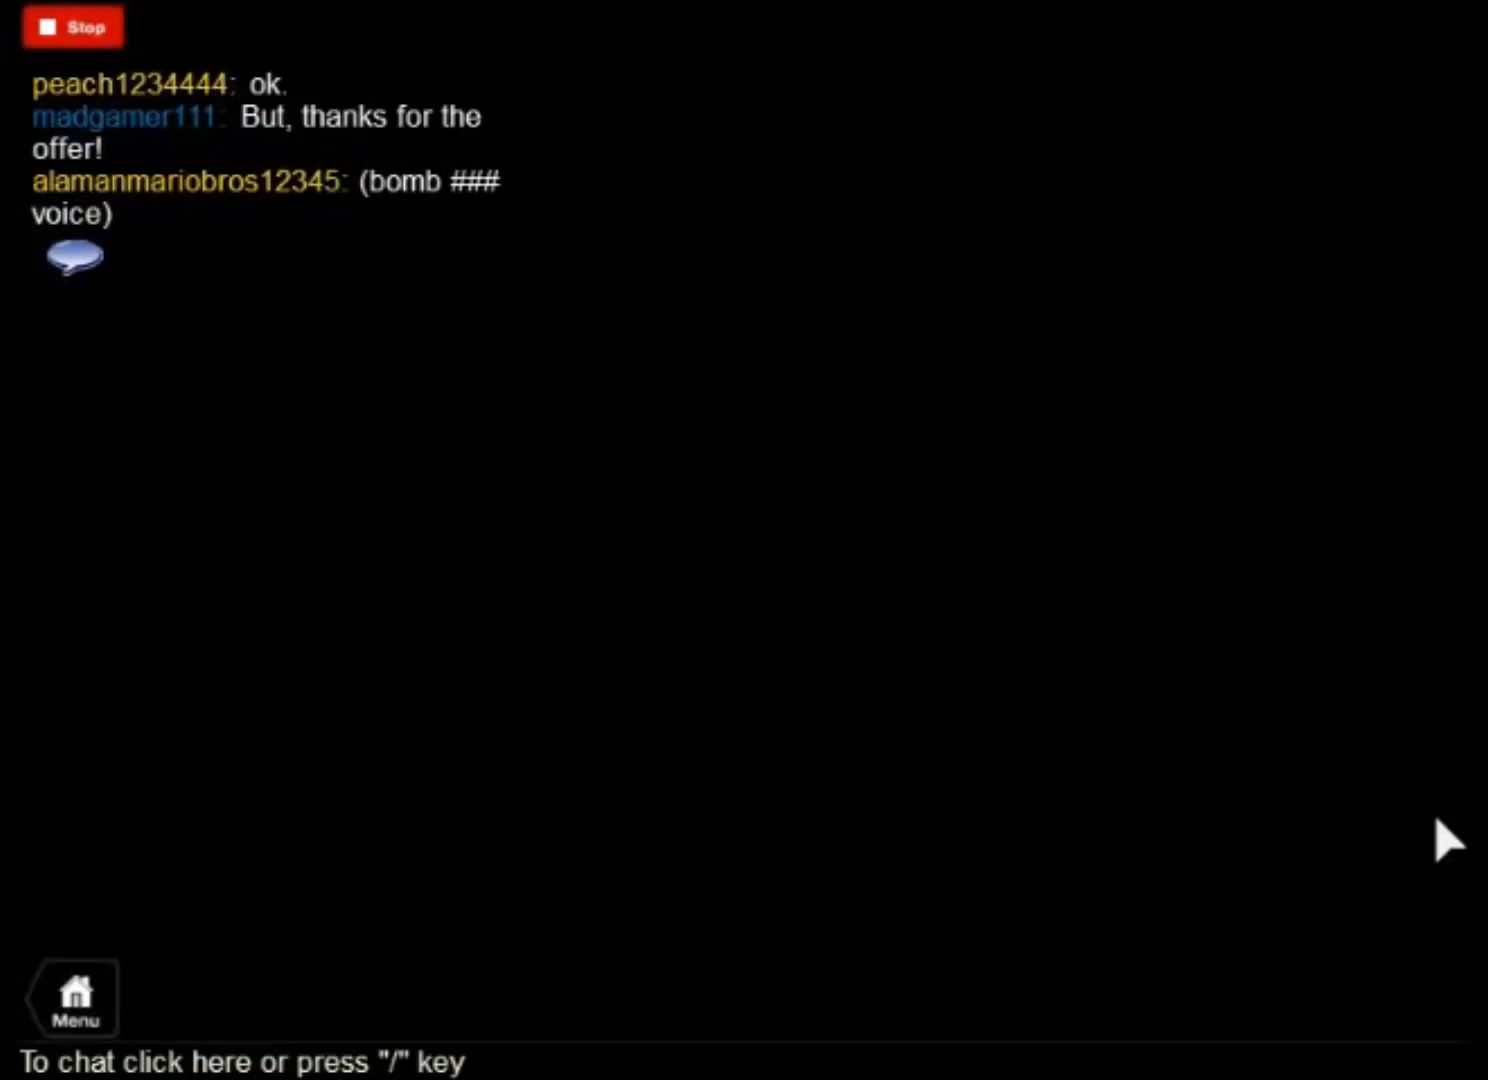 Stop
peach1234444: ok.
madgamer111: But, thanks for the
offer!
alamanmariobros12345: (bomb ###
voice)
Menu
To chat click here or press "/" key